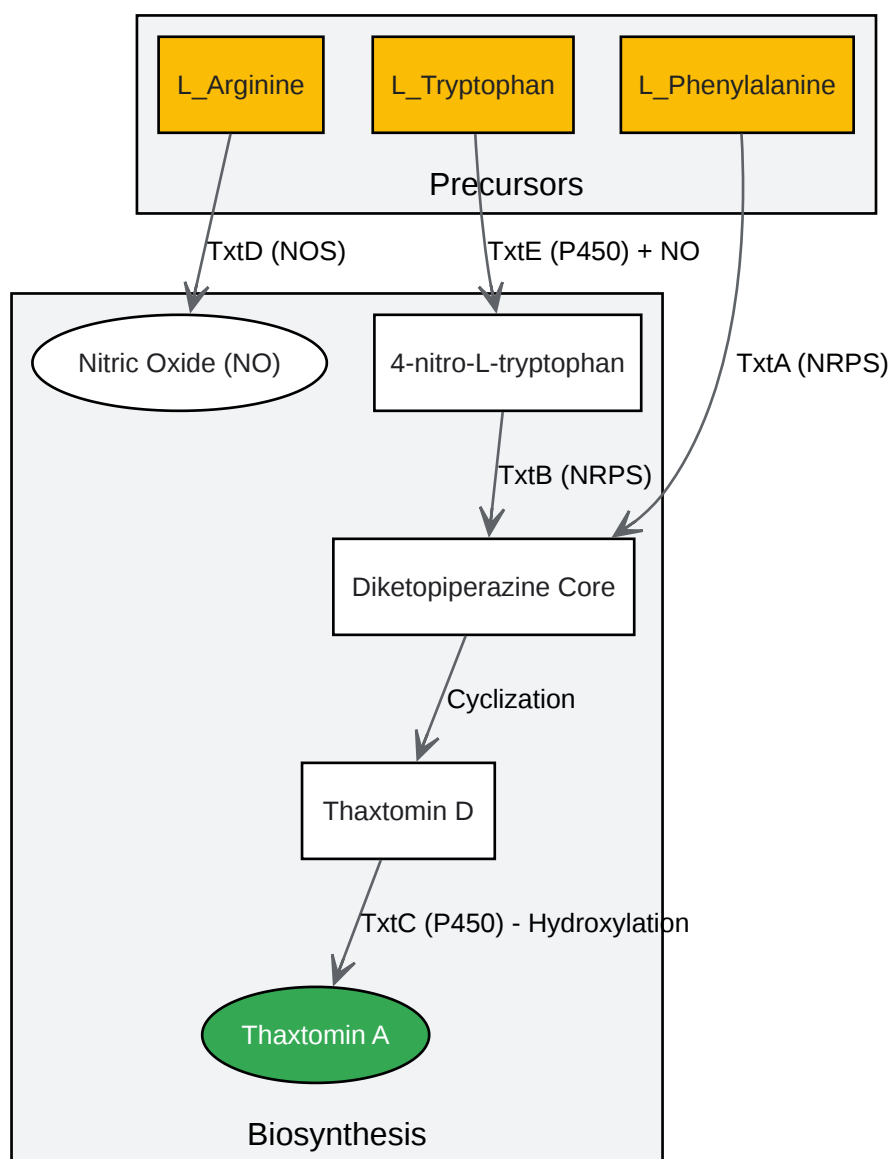 L_Arginine
L_Tryptophan
L_Phenylalanine
Precursors
TxtD (NOS)
TxtE (P450) + NO
Nitric Oxide (NO)
4-nitro-L-tryptophan
TxtA (NRPS)
TxtB (NRPS)
Diketopiperazine Core
Cyclization
Thaxtomin D
TxtC (P450) - Hydroxylation
Thaxtomin A
Biosynthesis